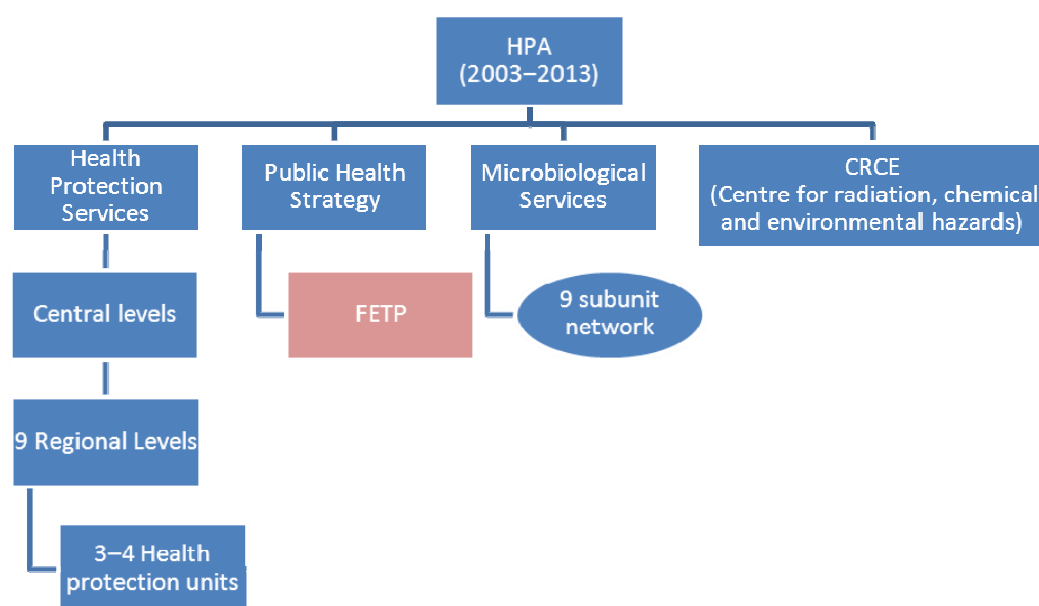 HPA
(2003–2013)
Health
Protection
Services
Public Health
Strategy
Microbiological
Services
CRCE
(Centre for radiation, chemical
and environmental hazards)
Central levels
FETP
9 subunit
network
9 Regional Levels
3–4 Health
protection units